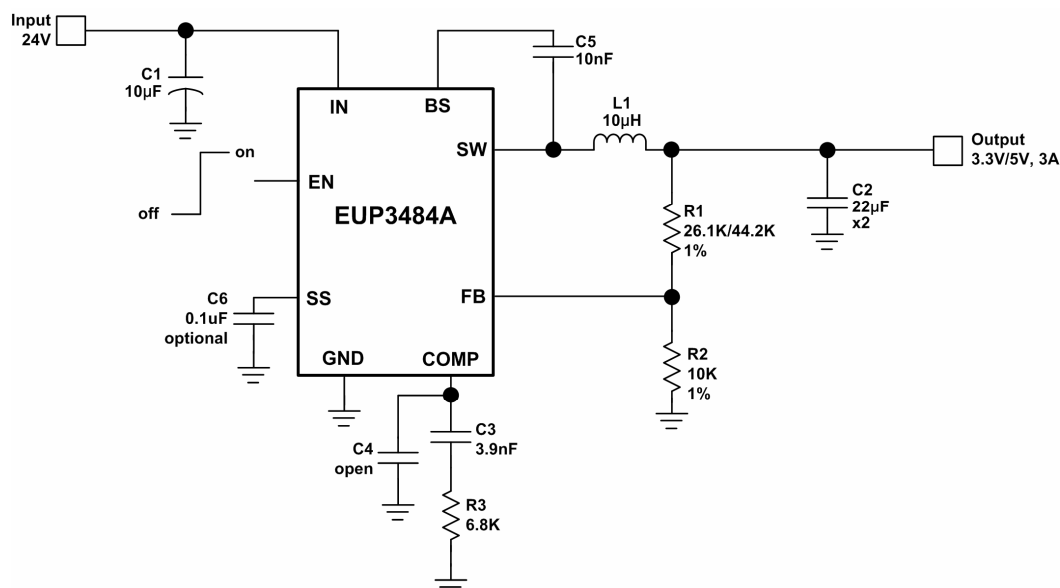 Input
24V
C1
10µF
IN
BS
C5
10nF
L1
10µH
SW
Output
3.3V/5V, 3A
on
off
EN
EUP3484A
R1
26.1K/44.2K
1%
C2
22µF
x2
C6
0.1uF
optional
SS
FB
GND
COMP
R2
10K
1%
C4
open
C3
3.9nF
R3
6.8K